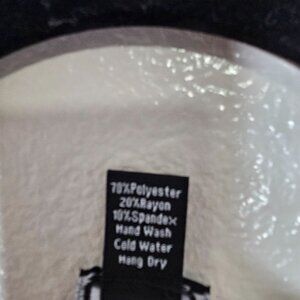 70%Polyester
20%Rayon
10%Spandex
Hand Wash
Cold Water
Hang Dry